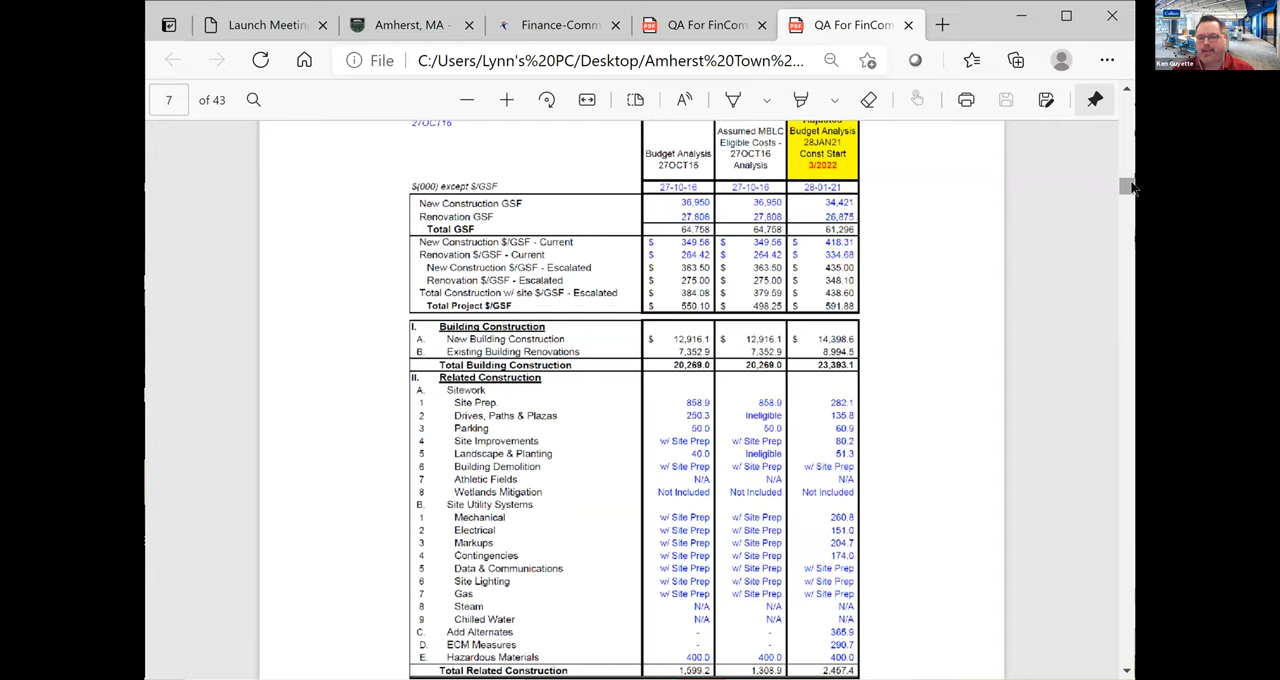 Launch Meetin
Amherst, MA -
Finance-Comm
QA For FinCom
QA For FinCom
File
C:/Users/Lynn's%20PC/Desktop/Amherst%20Town%2...
Colliers
Ken Guyette
7 of 43
27OCT16
Budget Analysis 27OCT16
Assumed MBLC Eligible Costs - 27OCT16 Analysis
Adjusted Budget Analysis 28JAN21 Const Start 3/2022
$(000) except $/GSF 27-10-16 27-10-16 28-01-21
New Construction GSF 36,950 36,950 34,421
Renovation GSF 27,808 27,808 26,875
Total GSF 64,758 64,758 61,296
New Construction $/GSF - Current $ 349.56 $ 349.56 $ 418.31
Renovation $/GSF - Current $ 264.42 $ 264.42 $ 334.68
New Construction $/GSF - Escalated $ 363.50 $ 363.50 $ 435.00
Renovation $/GSF - Escalated $ 275.00 $ 275.00 $ 348.10
Total Construction w/ site $/GSF - Escalated $ 384.08 $ 379.59 $ 438.60
Total Project $/GSF $ 550.10 $ 498.25 $ 591.88
I. Building Construction
A. New Building Construction $ 12,916.1 $ 12,916.1 $ 14,398.6
B. Existing Building Renovations 7,352.9 7,352.9 8,994.5
Total Building Construction 20,269.0 20,269.0 23,393.1
II. Related Construction
A. Sitework
1 Site Prep. 858.9 858.9 282.1
2 Drives, Paths & Plazas 250.3 Ineligible 135.8
3 Parking 50.0 50.0 60.9
4 Site Improvements w/ Site Prep w/ Site Prep 80.2
5 Landscape & Planting 40.0 Ineligible 51.3
6 Building Demolition w/ Site Prep w/ Site Prep w/ Site Prep
7 Athletic Fields N/A N/A N/A
8 Wetlands Mitigation Not Included Not Included Not Included
B. Site Utility Systems
1 Mechanical w/ Site Prep w/ Site Prep 260.8
2 Electrical w/ Site Prep w/ Site Prep 151.0
3 Markups w/ Site Prep w/ Site Prep 204.7
4 Contingencies w/ Site Prep w/ Site Prep 174.0
5 Data & Communications w/ Site Prep w/ Site Prep w/ Site Prep
6 Site Lighting w/ Site Prep w/ Site Prep w/ Site Prep
7 Gas w/ Site Prep w/ Site Prep w/ Site Prep
8 Steam N/A N/A N/A
9 Chilled Water N/A N/A N/A
C. Add Alternates - - 365.9
D. ECM Measures - - 290.7
E. Hazardous Materials 400.0 400.0 400.0
Total Related Construction 1,599.2 1,308.9 2,457.4